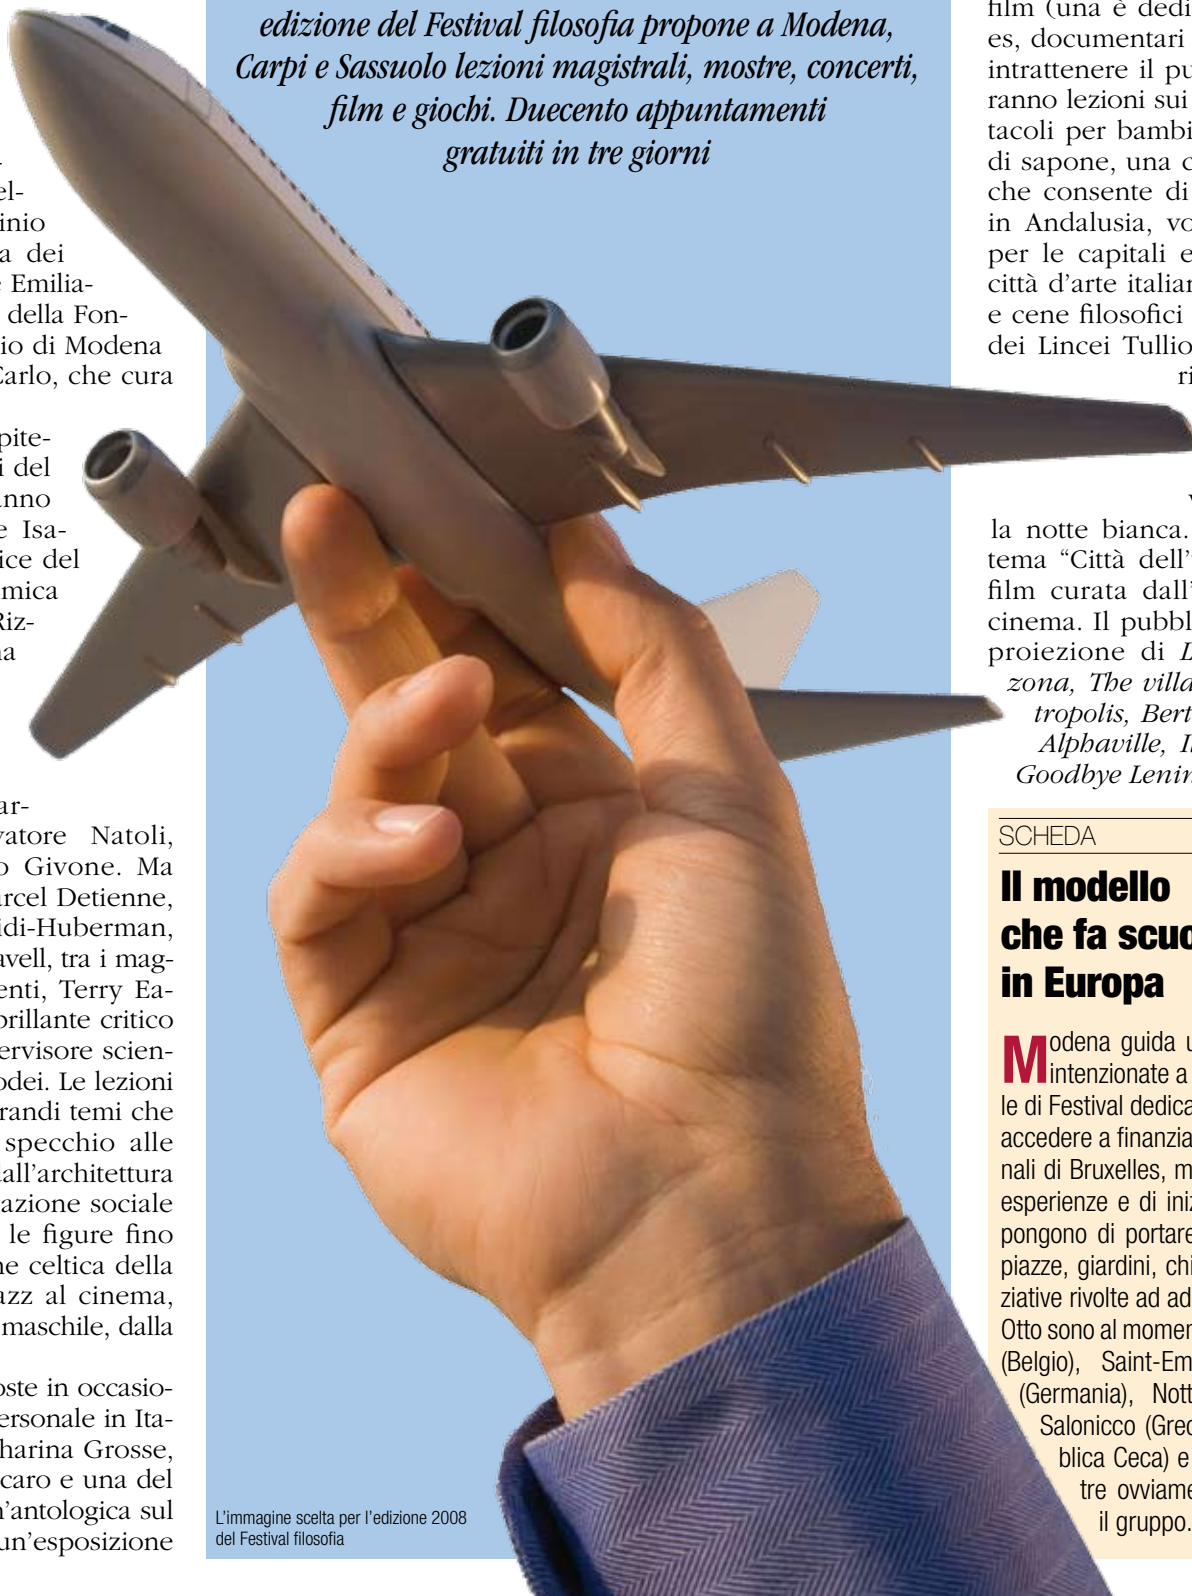 el-
inio
a dei
e Emilia-
della Fon-
io di Modena
Carlo, che cura
pite-
i del
anno
e Isa-
ice del
mica
Riz-
na
ar-
vatore Natoli,
o Givone. Ma
arcel Detienne,
idi-Huberman,
avell, tra i mag-
enti, Terry Ea-
brillante critico
ervisore scien-
odei. Le lezioni
randi temi che
specchio alle
dall'architettura
azione sociale
le figure fino
ne celtica della
azz al cinema,
maschile, dalla
oste in occasio-
ersonale in Ita-
harina Grosse,
caro e una del
n'antologica sul
un'esposizione
edizione del Festival filosofia propone a Modena,
Carpi e Sassuolo lezioni magistrali, mostre, concerti,
film e giochi. Duecento appuntamenti
gratuiti in tre giorni
L'immagine scelta per l'edizione 2008
del Festival filosofia
film (una è dedi
es, documentari
intrattenere il pu
ranno lezioni sui
tacoli per bambi
di sapone, una c
che consente di
in Andalusia, vo
per le capitali e
città d'arte italian
e cene filosofici
dei Lincei Tullio
ri
la notte bianca.
tema “Città dell'
film curata dall'
cinema. Il pubbl
proiezione di L
zona, The villa
tropolis, Bert
Alphaville, Il
Goodbye Lenin
SCHEDA
Il modello
che fa scuo
in Europa
Modena guida u
intenzionate a
le di Festival dedica
accedere a finanzia
nali di Bruxelles, m
esperienze e di iniz
pongono di portare
piazze, giardini, chi
ziative rivolte ad ad
Otto sono al momen
(Belgio), Saint-Em
(Germania), Nott
Salonicco (Grec
blica Ceca) e
tre ovviame
il gruppo.